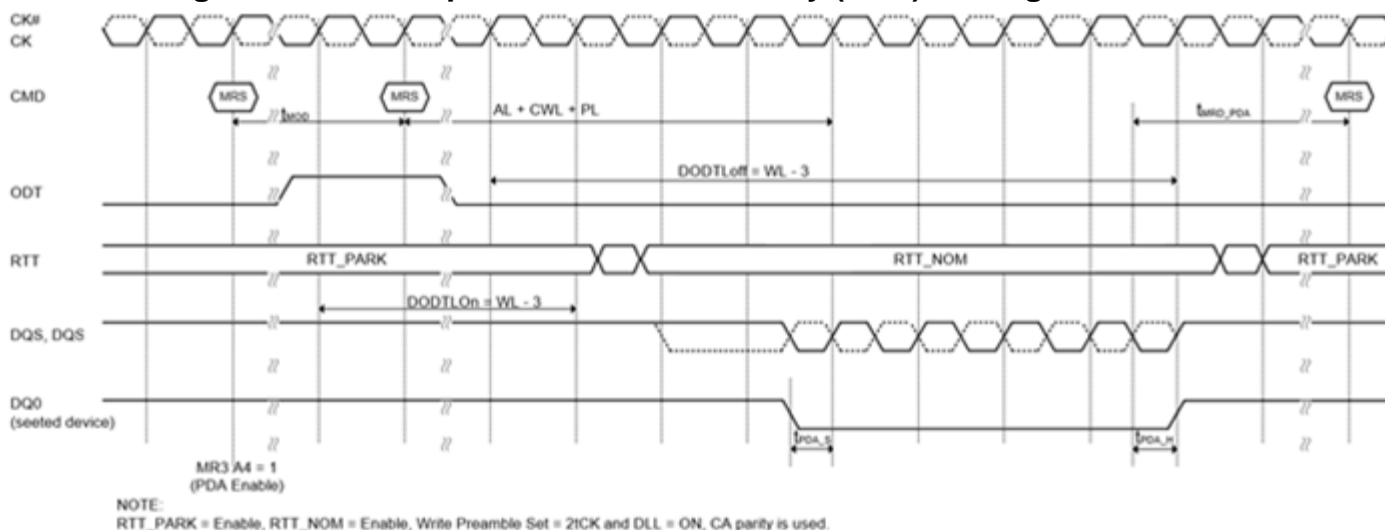 CK#
CK
CMD
MRS
MRS
MRS
tMOD
AL + CWL + PL
tMRD_PDA
ODT
DODTLoff = WL - 3
RTT
RTT_PARK
RTT_NOM
RTT_PARK
DODTLOn = WL - 3
DQS, DQS
DQ0
(seeted device)
tPDA_S
tPDA_H
MR3 A4 = 1
(PDA Enable)
NOTE:
RTT_PARK = Enable, RTT_NOM = Enable, Write Preamble Set = 2tCK and DLL = ON, CA parity is used.